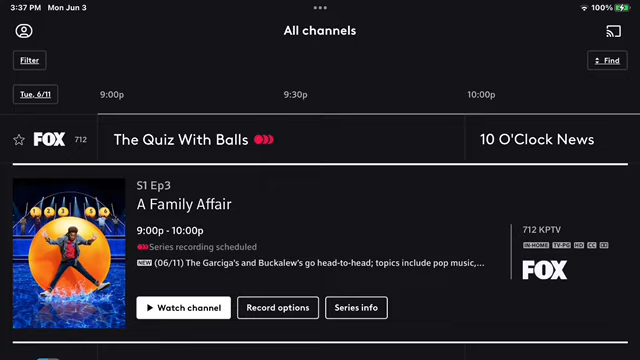 3:37 PM Mon Jun 3
100%
All channels
Filter
Find
Tue, 6/11
9:00p
9:30p
10:00p
FOX
712
The Quiz With Balls
10 O'Clock News
S1 Ep3
A Family Affair
9:00p - 10:00p
Series recording scheduled
NEW (06/11) The Garciga's and Buckalew's go head-to-head; topics include pop music,...
712 KPTV
IN-HOME TV-PG HD CC
FOX
Watch channel
Record options
Series info